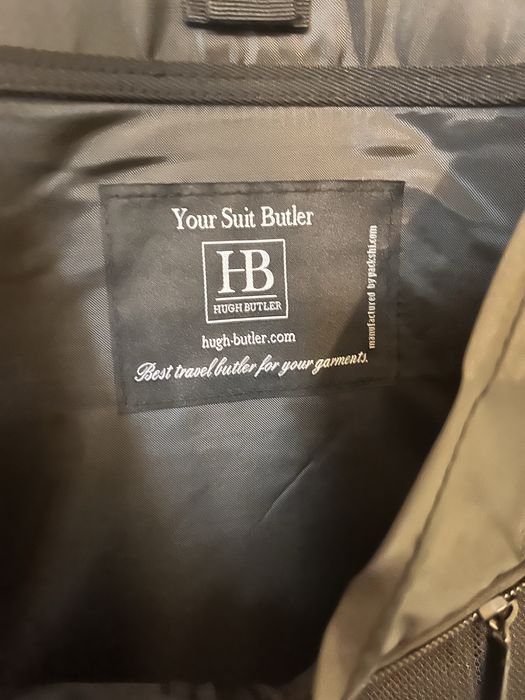 Your Suit Butler
HB
HUGH BUTLER
hugh-butler.com
Best travel butler for your garments.
manufactured by packshi.com